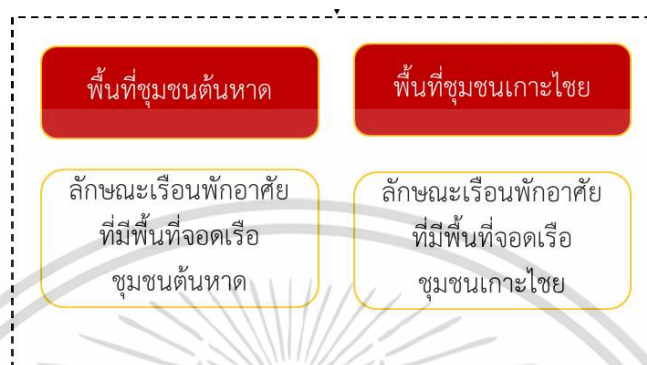 พื้นที่ชุมชนต้นหาด
พื้นที่ชุมชนเกาะไชย
ลักษณะเรือนพักอาศัย
ที่มีพื้นที่จอดเรือ
ชุมชนต้นหาด
ลักษณะเรือนพักอาศัย
ที่มีพื้นที่จอดเรือ
ชุมชนเกาะไชย